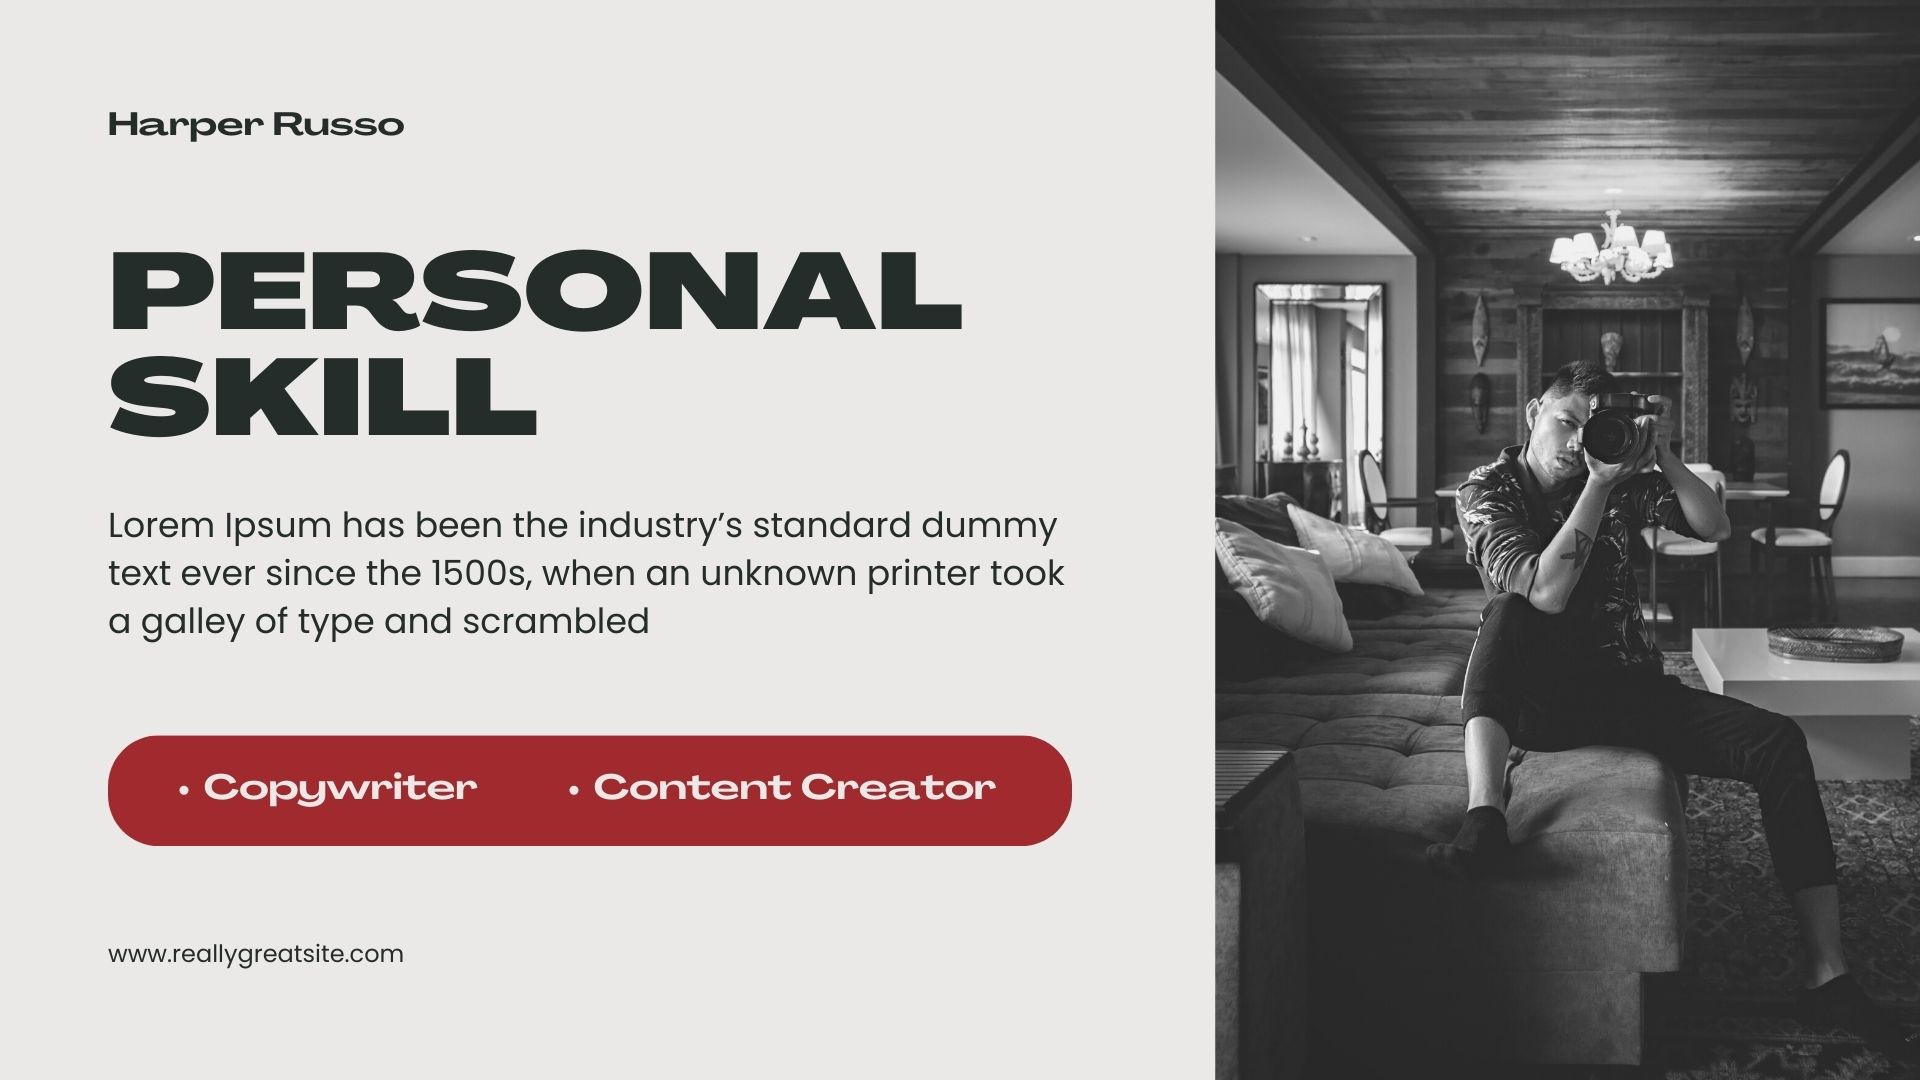 Harper Russo
PERSONAL
SKILL
Lorem Ipsum has been the industry’s standard dummy
text ever since the 1500s, when an unknown printer took
a galley of type and scrambled
• Copywriter • Content Creator
www.reallygreatsite.com